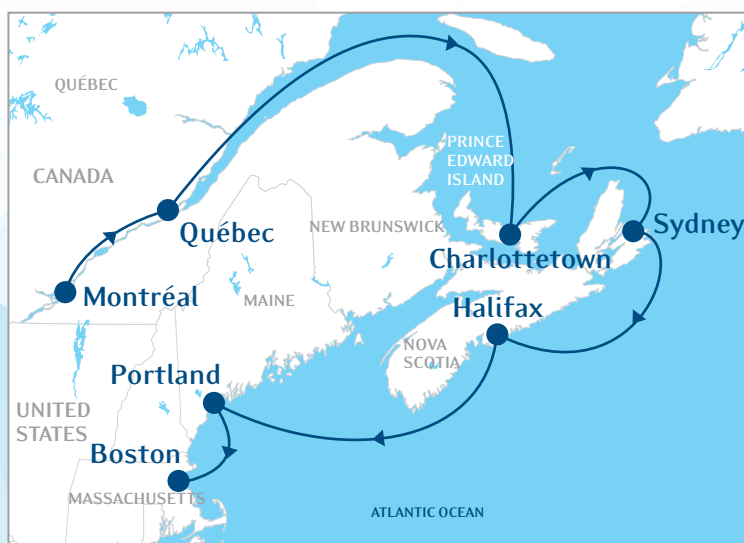 QUÉBEC
PRINCE
EDWARD
ISLAND
CANADA
Québec
NEW BRUNSWICK
Sydney
Charlottetown
Montréal
MAINE
Halifax
NOVA
SCOTIA
Portland
UNITED
STATES
Boston
MASSACHUSETTS
ATLANTIC OCEAN